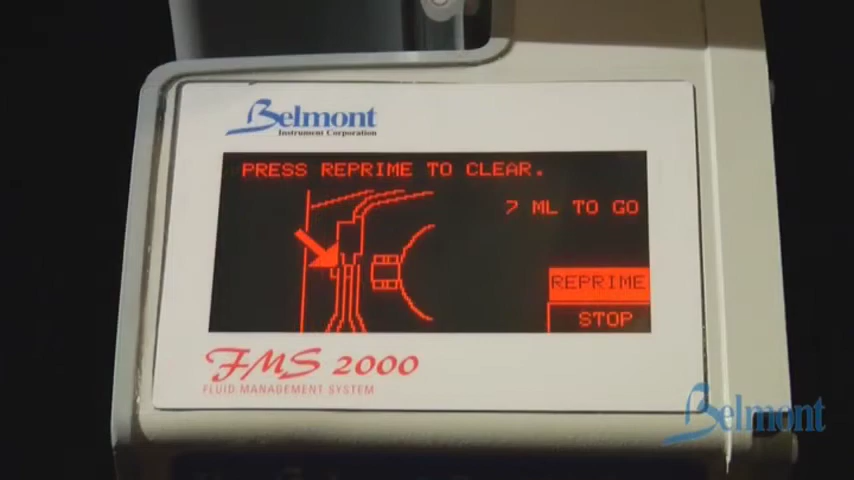 Belmont
Instrument Corporation
PRESS REPRIME TO CLEAR.
7 ML TO GO
REPRIME
STOP
FMS 2000
FLUID MANAGEMENT SYSTEM
Belmont